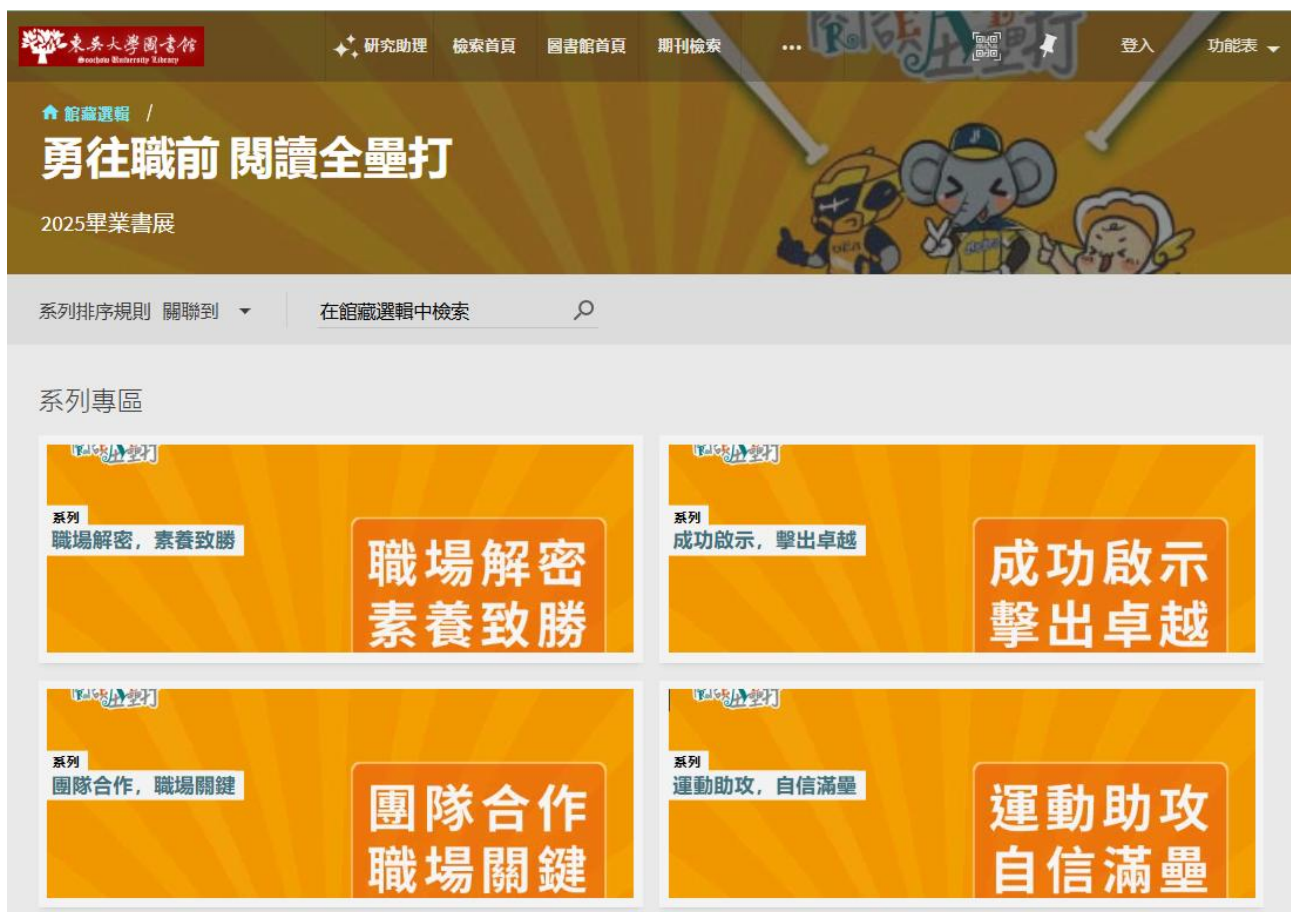 東吳大學圖書館
Soochow University Library
研究助理 檢索首頁 圖書館首頁 期刊檢索 ... 登入 功能表
館藏選輯 /
勇往職前 閱讀全壘打
2025畢業書展
系列排序規則 關聯到 在館藏選輯中檢索
系列專區
系列
職場解密，素養致勝
職場解密
素養致勝
系列
成功啟示，擊出卓越
成功啟示
擊出卓越
系列
團隊合作，職場關鍵
團隊合作
職場關鍵
系列
運動助攻，自信滿壘
運動助攻
自信滿壘